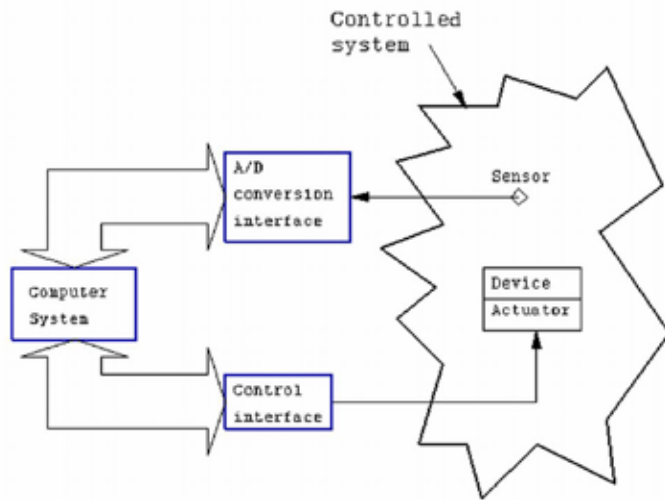 Controlled
system
A/D
conversion
interface
Sensor
Computer
System
Device
Actuator
Control
interface